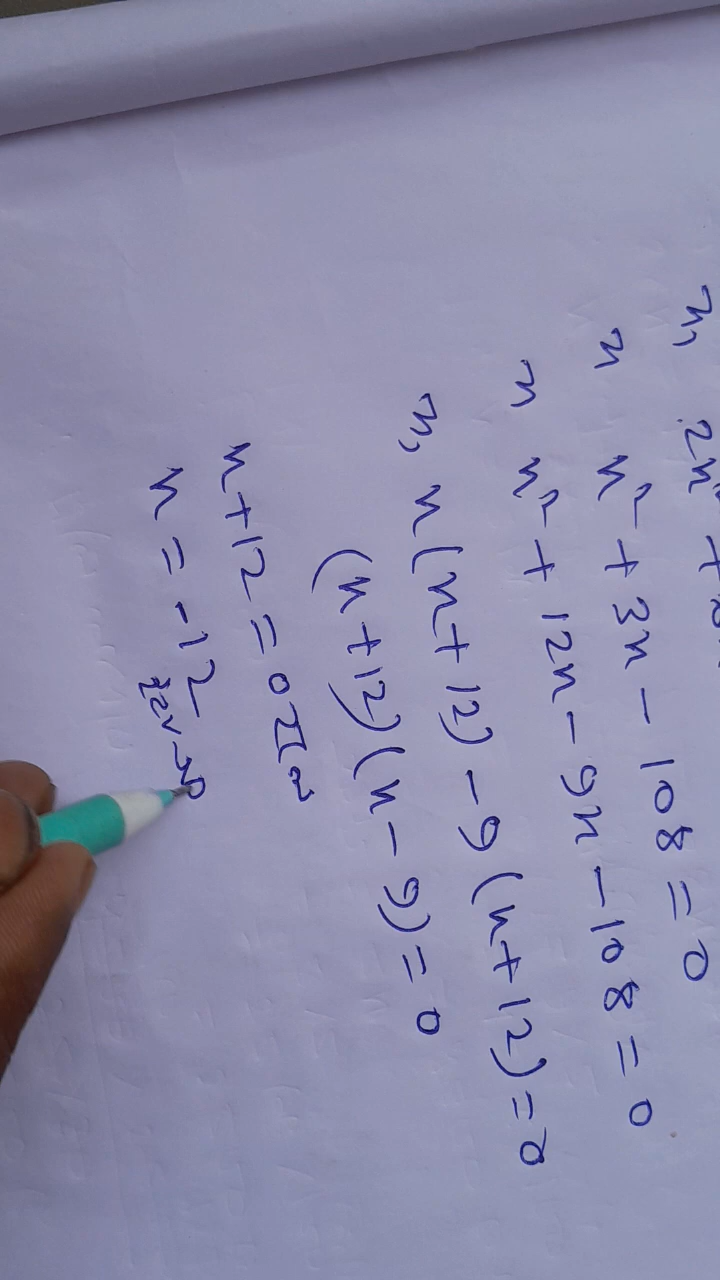 বা, 2x² +
বা x² + 3x - 108 = 0
বা x² + 12x - 9x - 108 = 0
বা, x(x + 12) - 9(x + 12) = 0
(x + 12)(x - 9) = 0
x + 12 = 0
x = -12